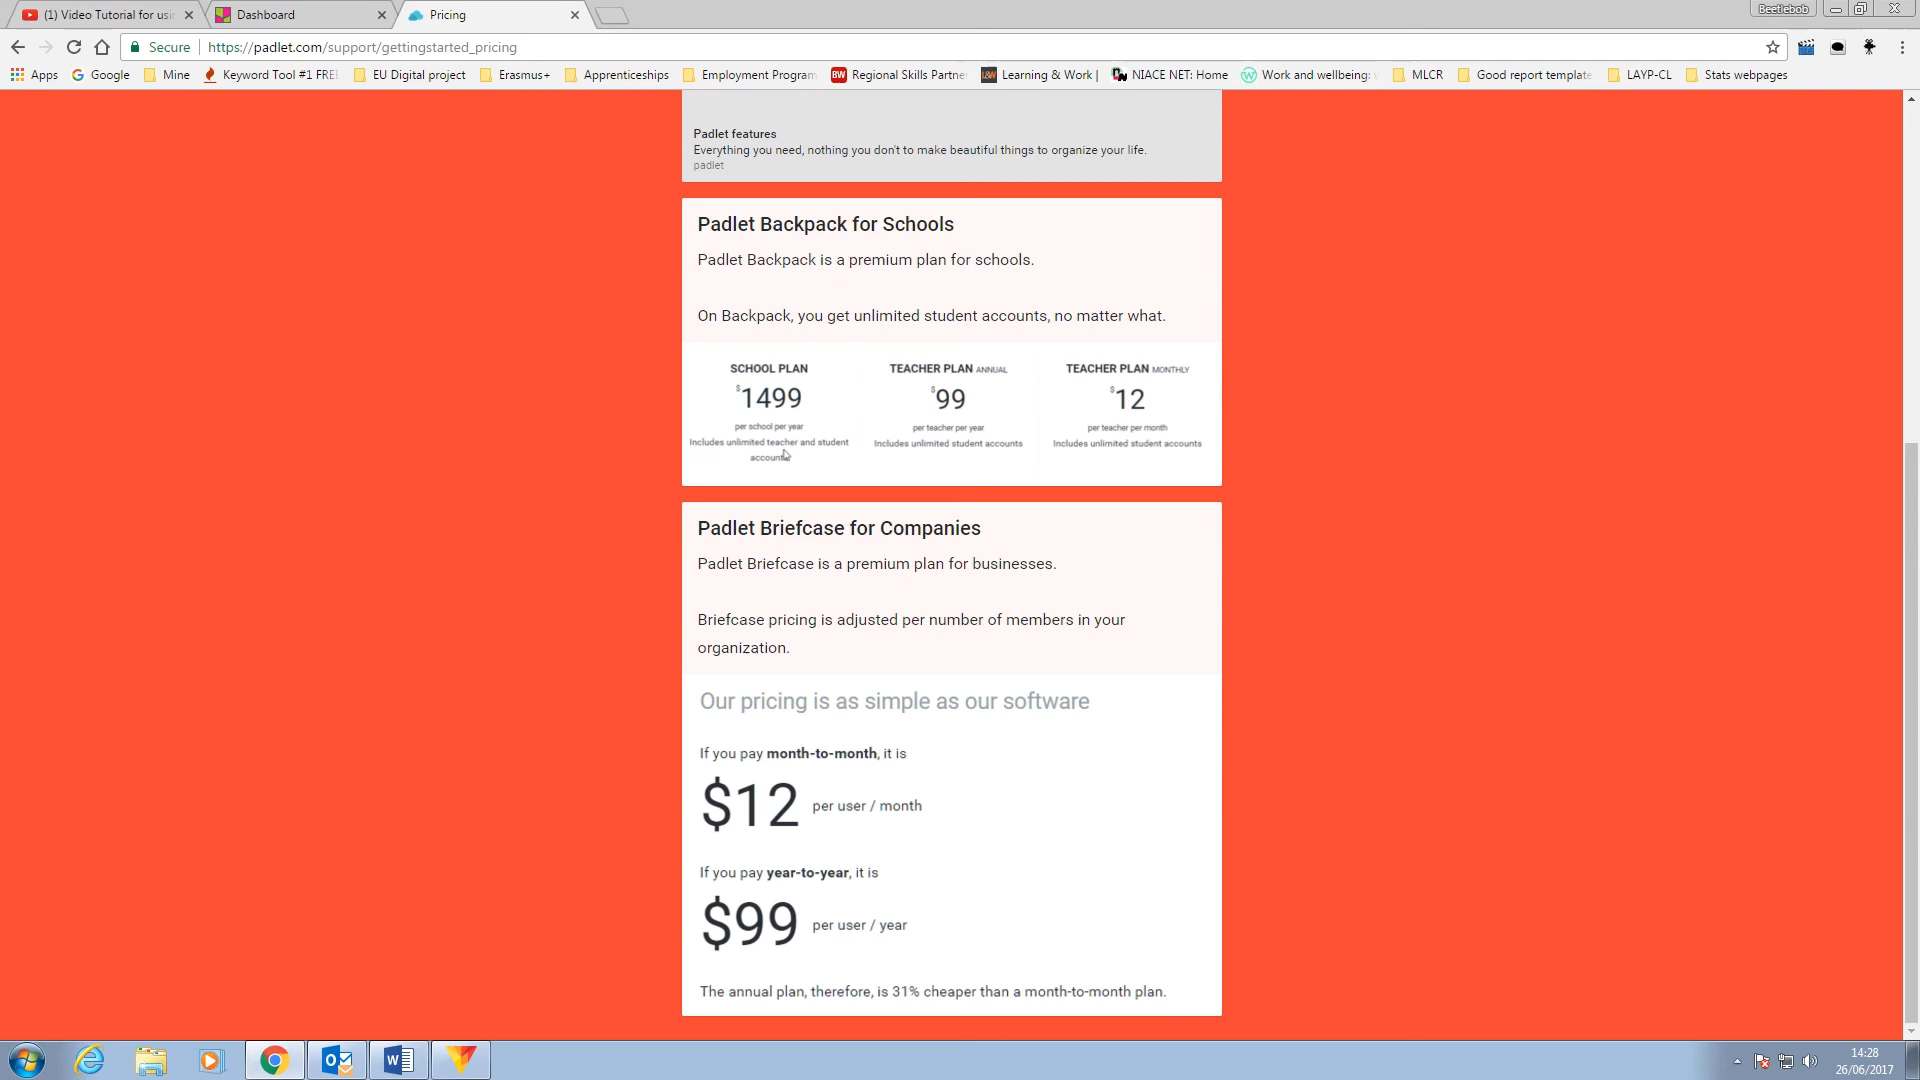 (1) Video Tutorial for usi
Dashboard
Pricing
Beetlebob
Secure
https://padlet.com/support/gettingstarted_pricing
Apps
Google
Mine
Keyword Tool #1 FREE
EU Digital project
Erasmus+
Apprenticeships
Employment Program
BW Regional Skills Partner
L&W Learning & Work |
NIACE NET: Home
Work and wellbeing:
MLCR
Good report template
LAYP-CL
Stats webpages
Padlet features
Everything you need, nothing you don't to make beautiful things to organize your life.
padlet
Padlet Backpack for Schools
Padlet Backpack is a premium plan for schools.
On Backpack, you get unlimited student accounts, no matter what.
SCHOOL PLAN
$1499
per school per year
Includes unlimited teacher and student
accounts
TEACHER PLAN ANNUAL
$99
per teacher per year
Includes unlimited student accounts
TEACHER PLAN MONTHLY
$12
per teacher per month
Includes unlimited student accounts
Padlet Briefcase for Companies
Padlet Briefcase is a premium plan for businesses.
Briefcase pricing is adjusted per number of members in your
organization.
Our pricing is as simple as our software
If you pay month-to-month, it is
$12 per user / month
If you pay year-to-year, it is
$99 per user / year
The annual plan, therefore, is 31% cheaper than a month-to-month plan.
14:28
26/06/2017